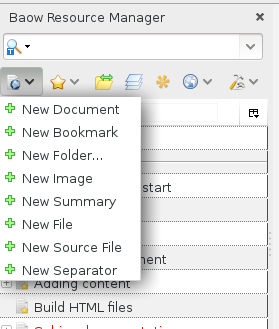 Baow Resource Manager
New Document
New Bookmark
New Folder...
New Image
start
New Summary
New File
New Source File
ment
New Separator
Adding content
Build HTML files